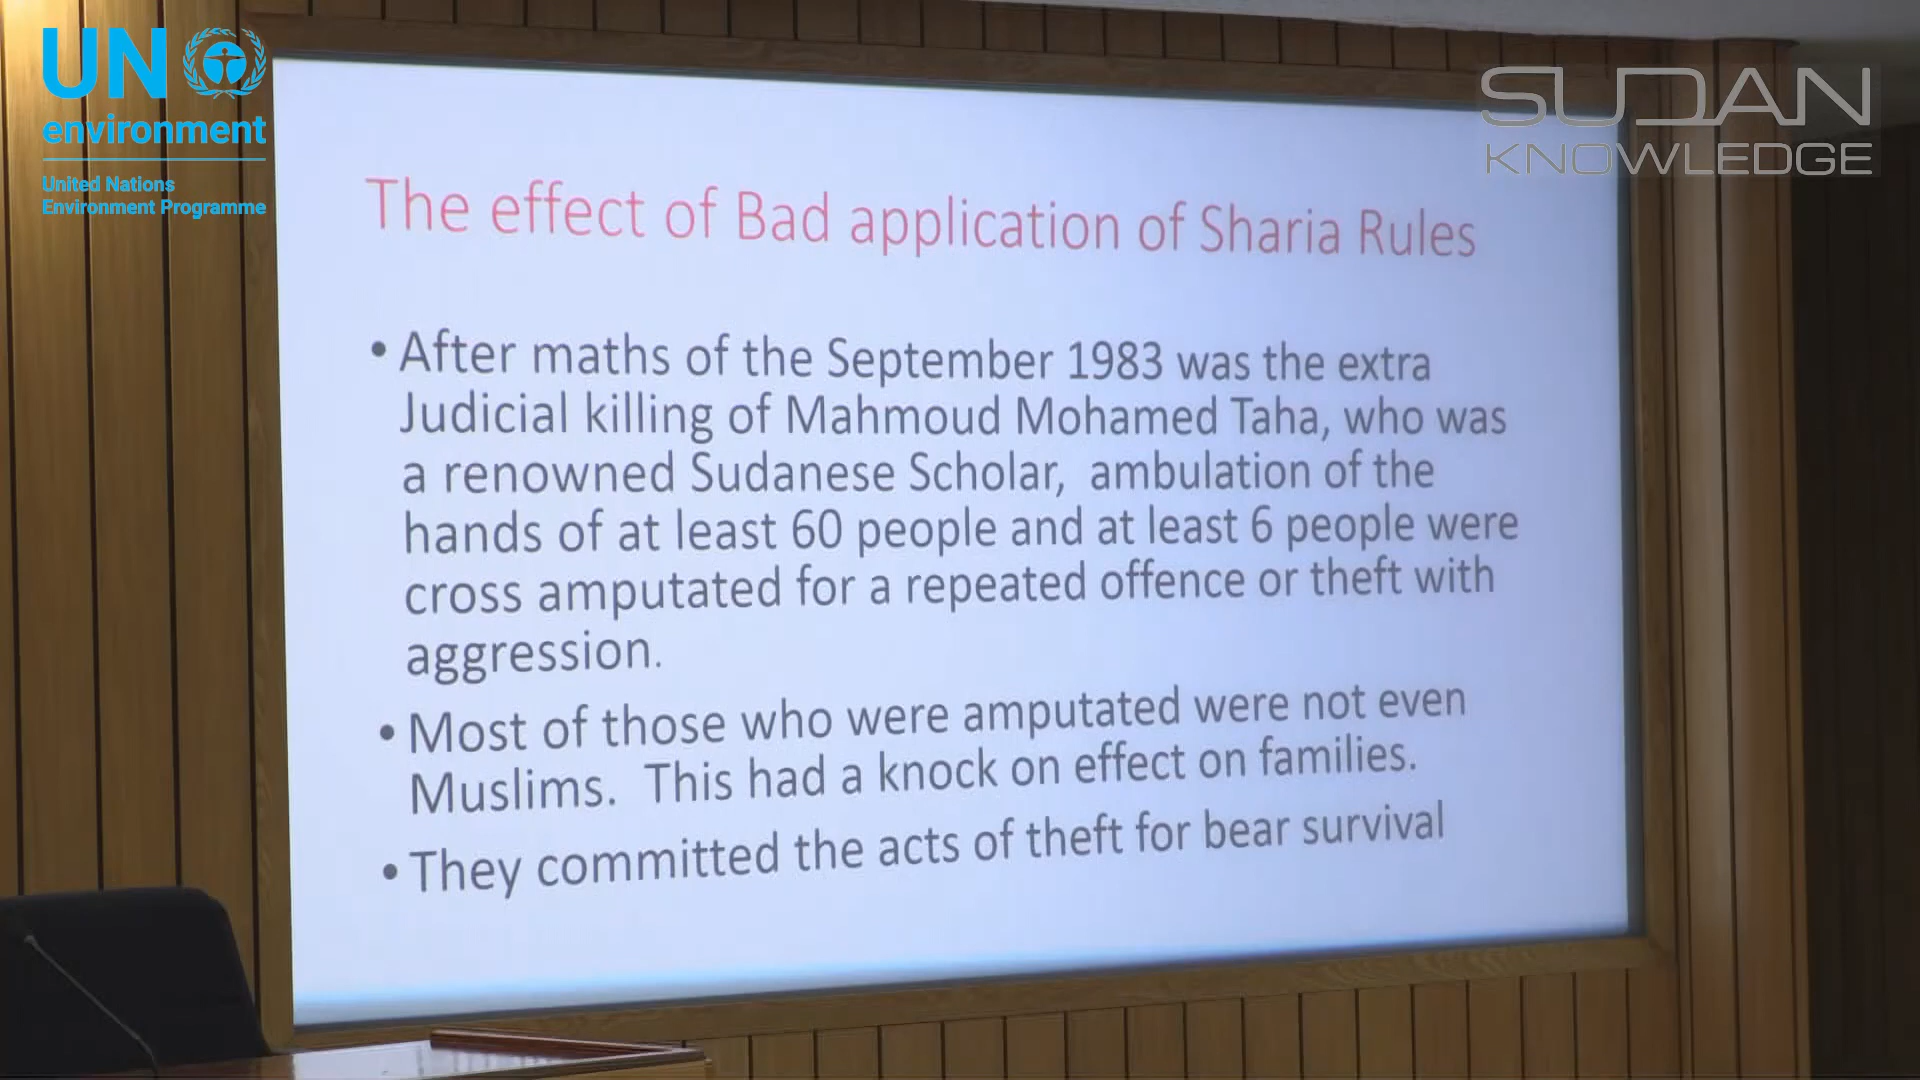 UN
environment
United Nations
Environment Programme
SUDAN
KNOWLEDGE
The effect of Bad application of Sharia Rules
• After maths of the September 1983 was the extra
Judicial killing of Mahmoud Mohamed Taha, who was
a renowned Sudanese Scholar, ambulation of the
hands of at least 60 people and at least 6 people were
cross amputated for a repeated offence or theft with
aggression.
• Most of those who were amputated were not even
Muslims. This had a knock on effect on families.
• They committed the acts of theft for bear survival